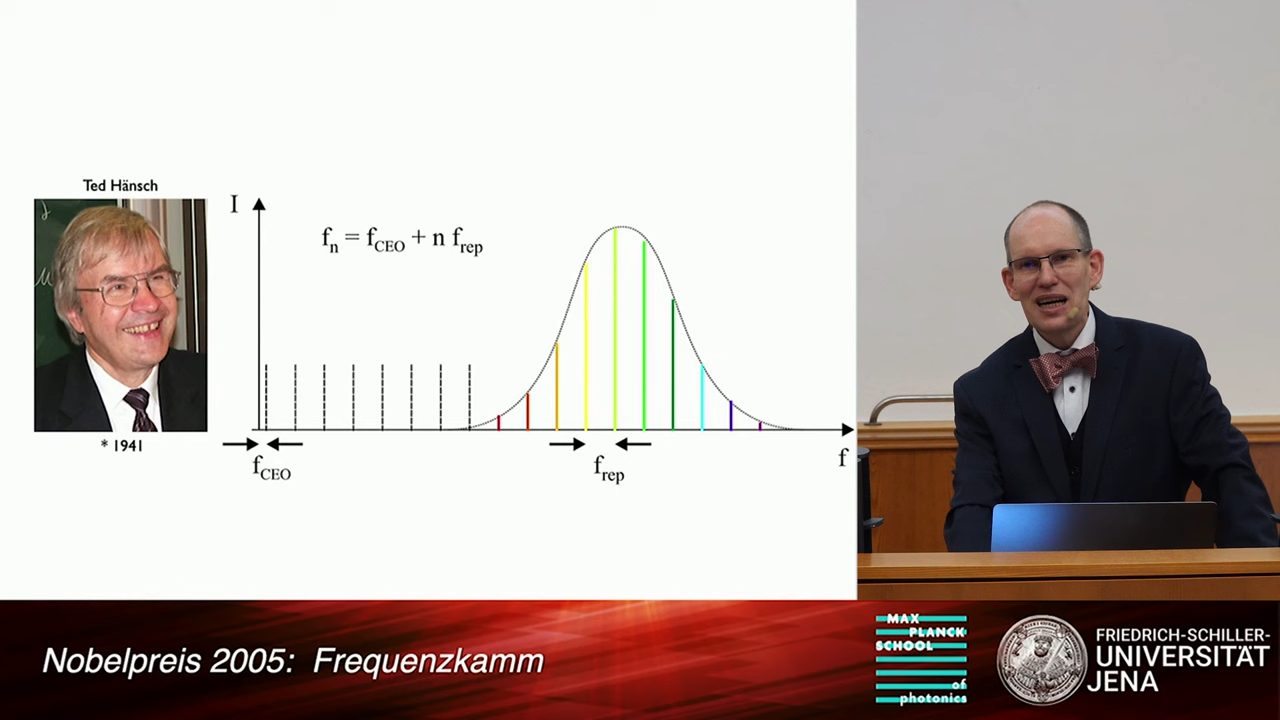 Ted Hänsch
* 1941
I
fₙ = f_CEO + n f_rep
f_CEO
f_rep
f
Nobelpreis 2005: Frequenzkamm
MAX
PLANCK
SCHOOL
of
photonics
FRIEDRICH-SCHILLER-
UNIVERSITÄT
JENA